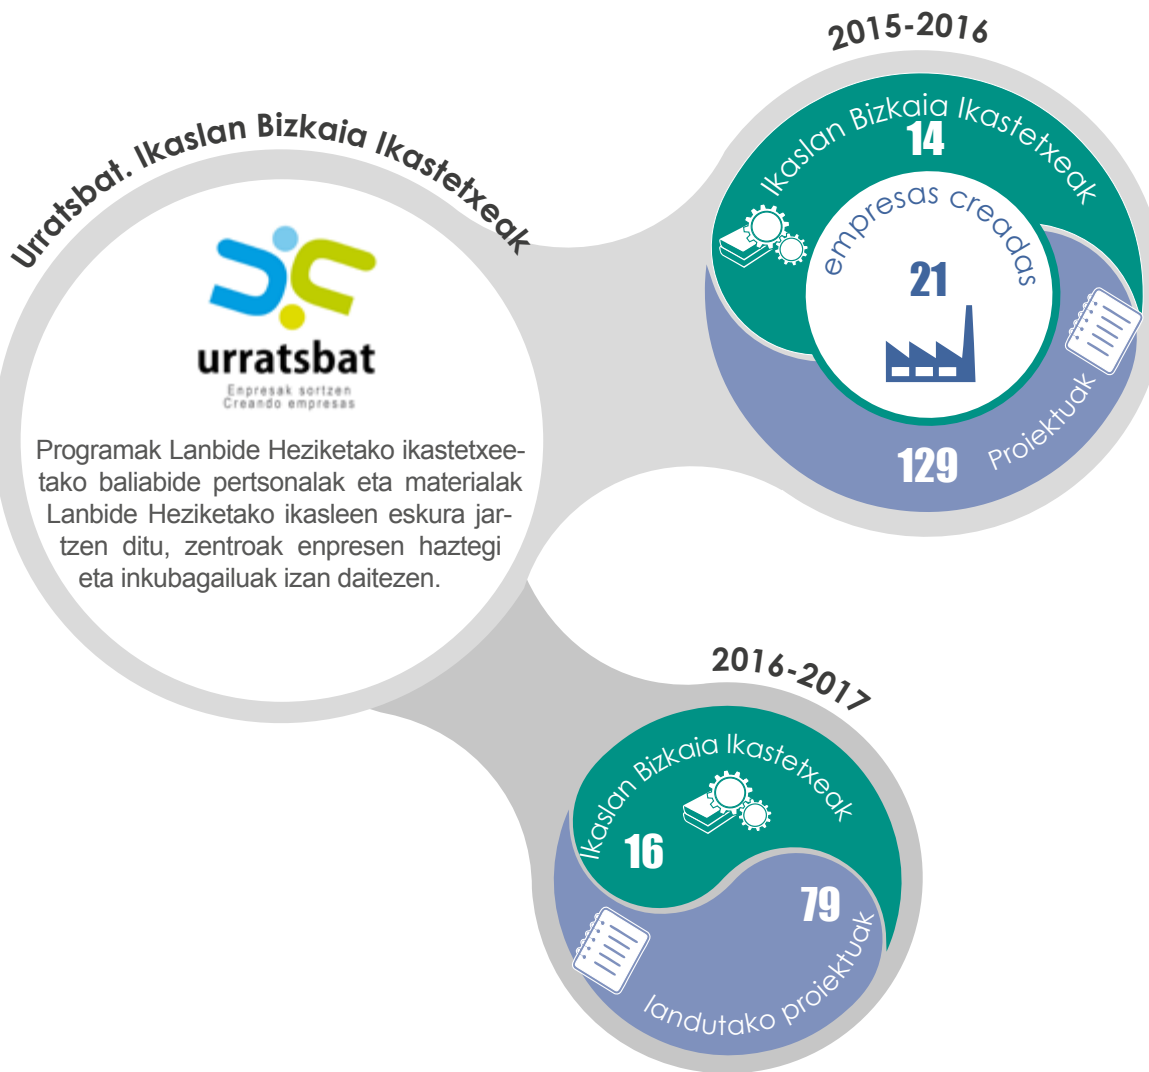 Urratsbat. Ikaslan Bizkaia Ikastetxeak
urratsbat
Enpresak sortzen
Creando empresas
Programak Lanbide Heziketako ikastetxee-
tako baliabide pertsonalak eta materialak
Lanbide Heziketako ikasleen eskura jar-
tzen ditu, zentroak enpresen haztegi
eta inkubagailuak izan daitezen.
2015-2016
Ikaslan Bizkaia Ikastetxeak
14
empresas creadas
21
129
Proiektuak
2016-2017
Ikaslan Bizkaia Ikastetxeak
16
79
landutako proiektuak